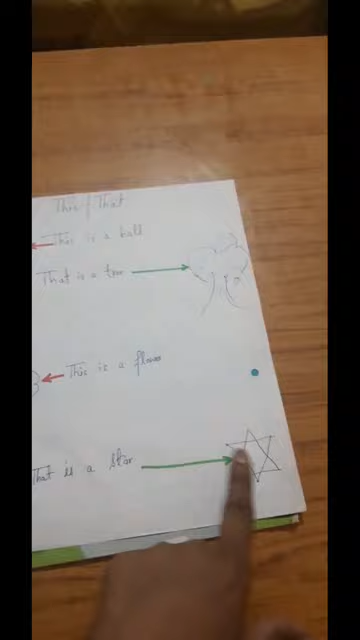 This / That
This is a ball
That is a tree
This is a flower
That is a star